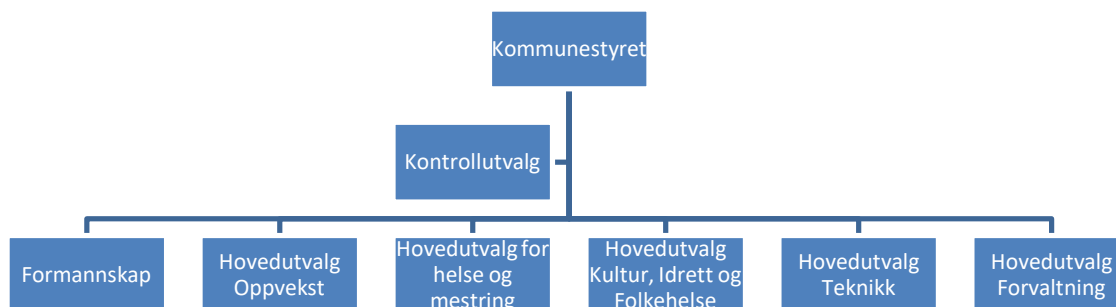 Kommunestyret
Kontrollutvalg
Formannskap
Hovedutvalg
Oppvekst
Hovedutvalg for
helse og
mestring
Hovedutvalg
Kultur, Idrett og
Folkehelse
Hovedutvalg
Teknikk
Hovedutvalg
Forvaltning